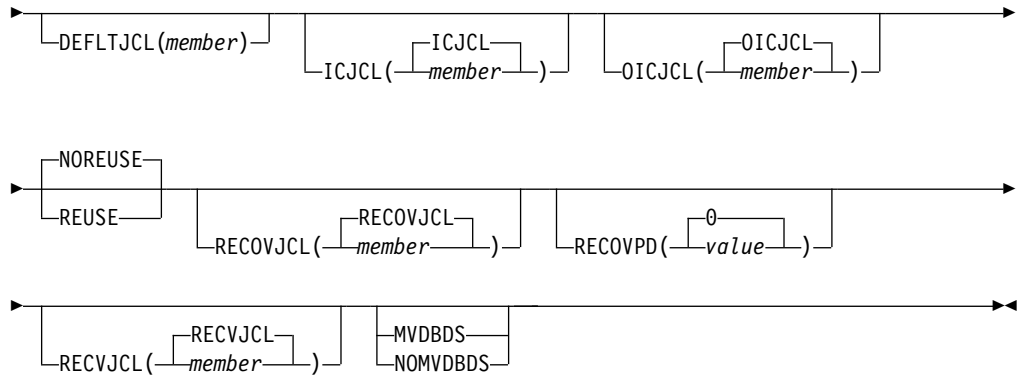 DEFLTJCL(member)
ICJCL(
ICJCL
member
)
OICJCL(
OICJCL
member
)
NOREUSE
REUSE
RECOVJCL(
RECOVJCL
member
)
RECOVPD(
0
value
)
RECVJCL(
RECVJCL
member
)
MVDBDS
NOMVDBDS